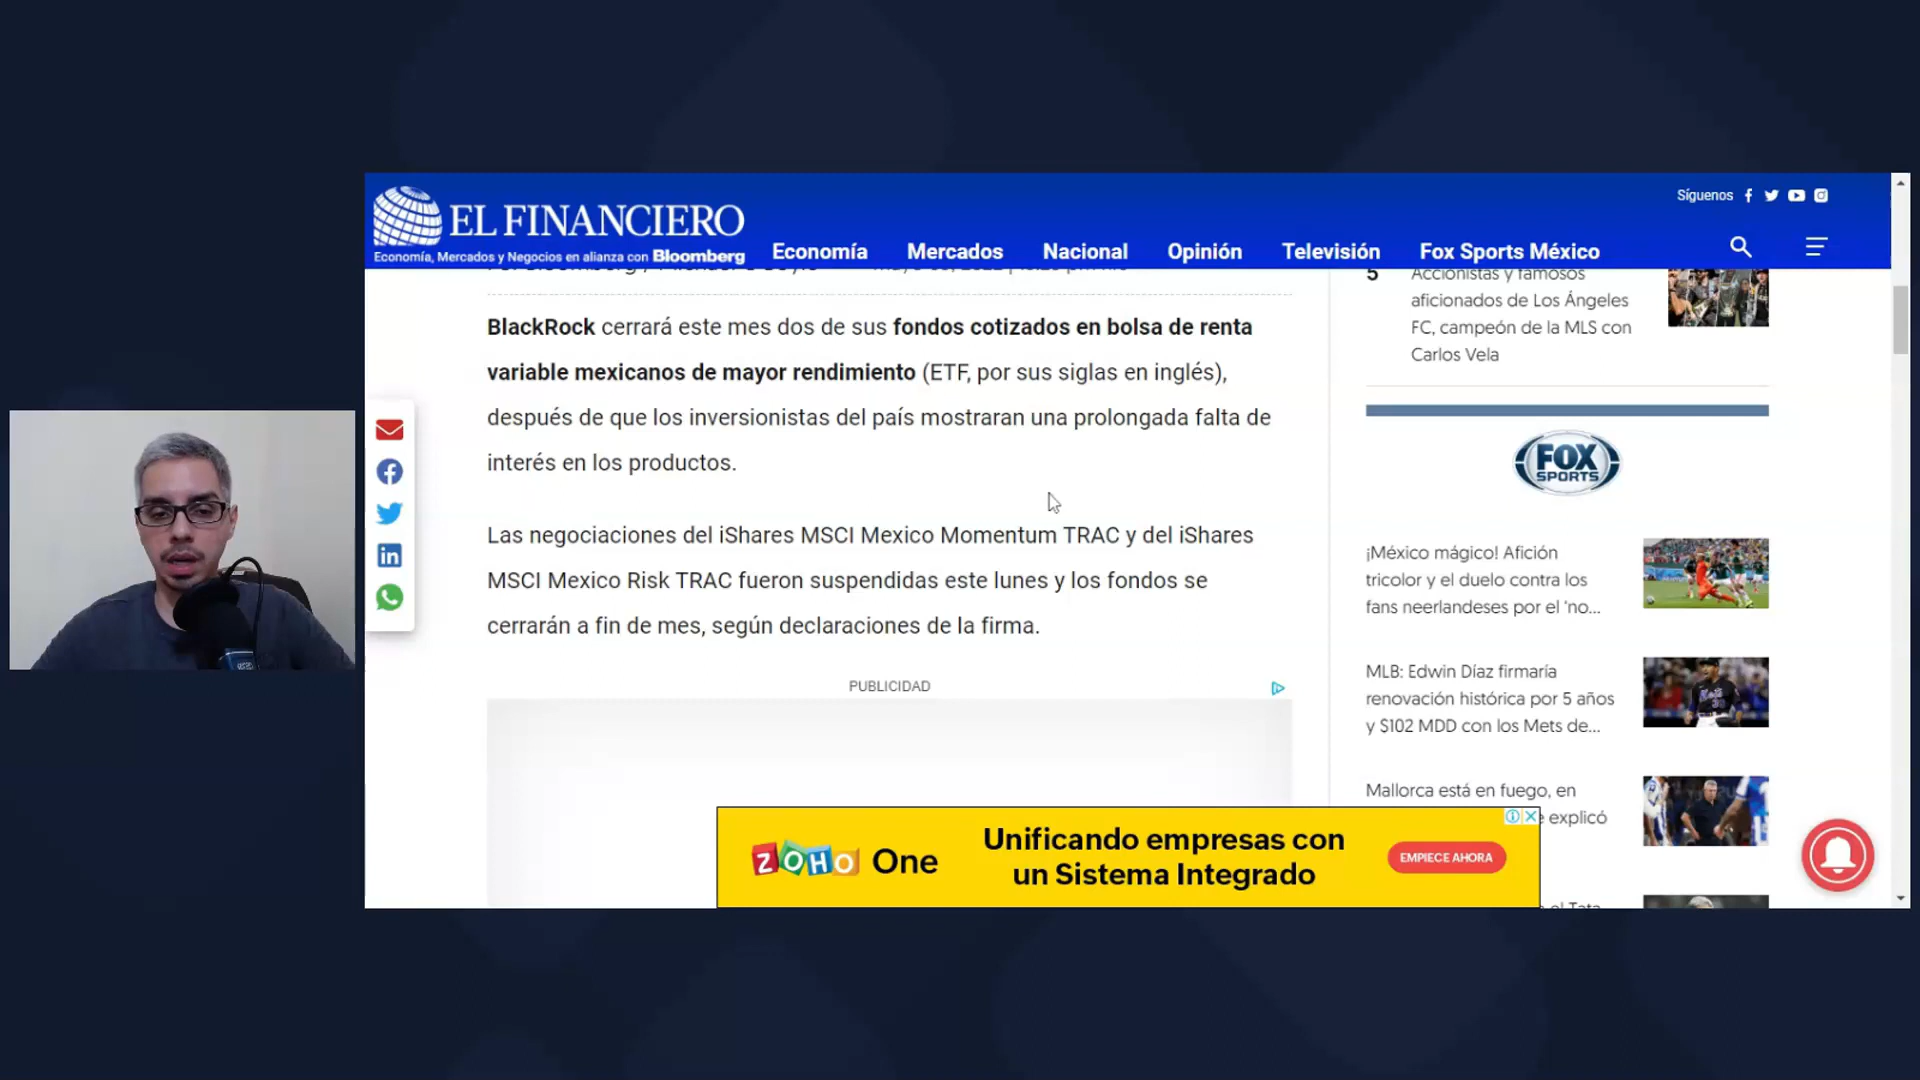 EL FINANCIERO
Economía, Mercados y Negocios en alianza con Bloomberg
Economía
Mercados
Nacional
Opinión
Televisión
Fox Sports México
Síguenos
BlackRock cerrará este mes dos de sus fondos cotizados en bolsa de renta
variable mexicanos de mayor rendimiento (ETF, por sus siglas en inglés),
después de que los inversionistas del país mostraran una prolongada falta de
interés en los productos.
Las negociaciones del iShares MSCI Mexico Momentum TRAC y del iShares
MSCI Mexico Risk TRAC fueron suspendidas este lunes y los fondos se
cerrarán a fin de mes, según declaraciones de la firma.
PUBLICIDAD
5
Accionistas y famosos
aficionados de Los Ángeles
FC, campeón de la MLS con
Carlos Vela
FOX
SPORTS
¡México mágico! Afición
tricolor y el duelo contra los
fans neerlandeses por el 'no...
MLB: Edwin Díaz firmaría
renovación histórica por 5 años
y $102 MDD con los Mets de...
Mallorca está en fuego, en
explicó
ZOHO One
Unificando empresas con
un Sistema Integrado
EMPIECE AHORA